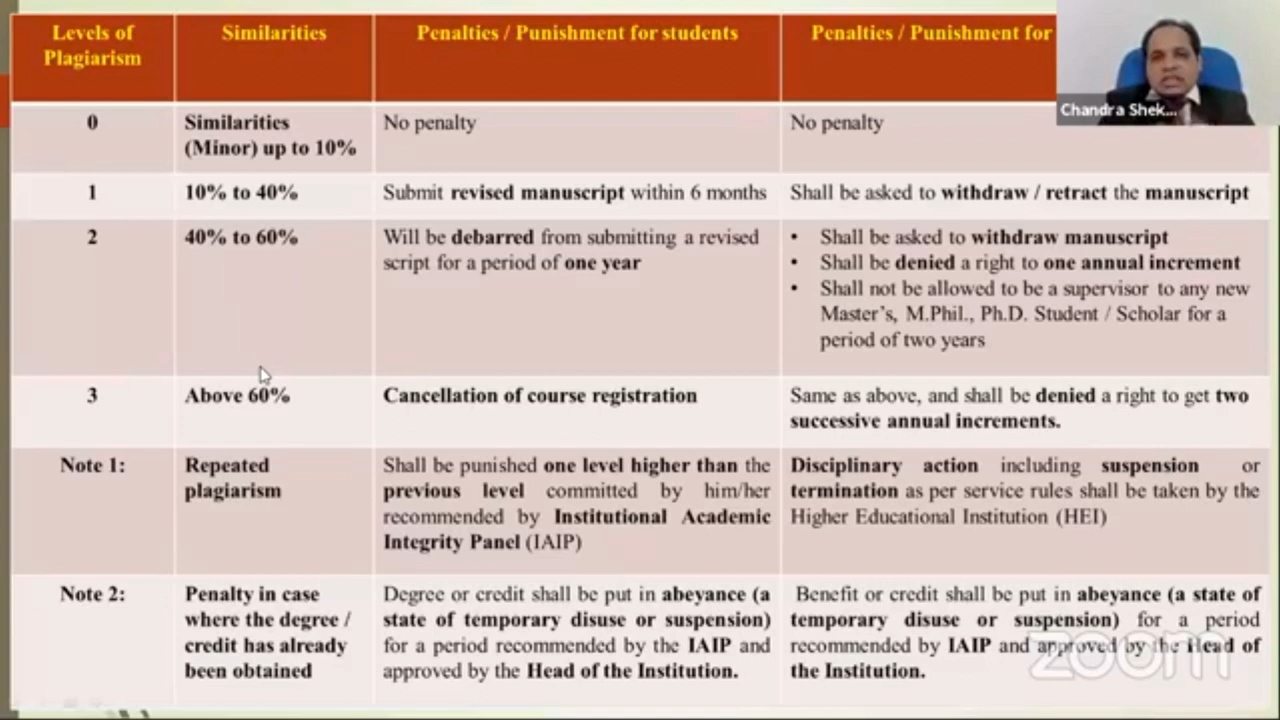 Levels of
Plagiarism
Similarities
Penalties / Punishment for students
Penalties / Punishment for
Chandra Shek...
0
Similarities
(Minor) up to 10%
No penalty
No penalty
1
10% to 40%
Submit revised manuscript within 6 months
Shall be asked to withdraw / retract the manuscript
2
40% to 60%
Will be debarred from submitting a revised
script for a period of one year
• Shall be asked to withdraw manuscript
• Shall be denied a right to one annual increment
• Shall not be allowed to be a supervisor to any new
Master's, M.Phil., Ph.D. Student / Scholar for a
period of two years
3
Above 60%
Cancellation of course registration
Same as above, and shall be denied a right to get two
successive annual increments.
Note 1:
Repeated
plagiarism
Shall be punished one level higher than the
previous level committed by him/her
recommended by Institutional Academic
Integrity Panel (IAIP)
Disciplinary action including suspension or
termination as per service rules shall be taken by the
Higher Educational Institution (HEI)
Note 2:
Penalty in case
where the degree /
credit has already
been obtained
Degree or credit shall be put in abeyance (a
state of temporary disuse or suspension)
for a period recommended by the IAIP and
approved by the Head of the Institution.
Benefit or credit shall be put in abeyance (a state of
temporary disuse or suspension) for a period
recommended by IAIP and approved by the Head of
the Institution.
zoom